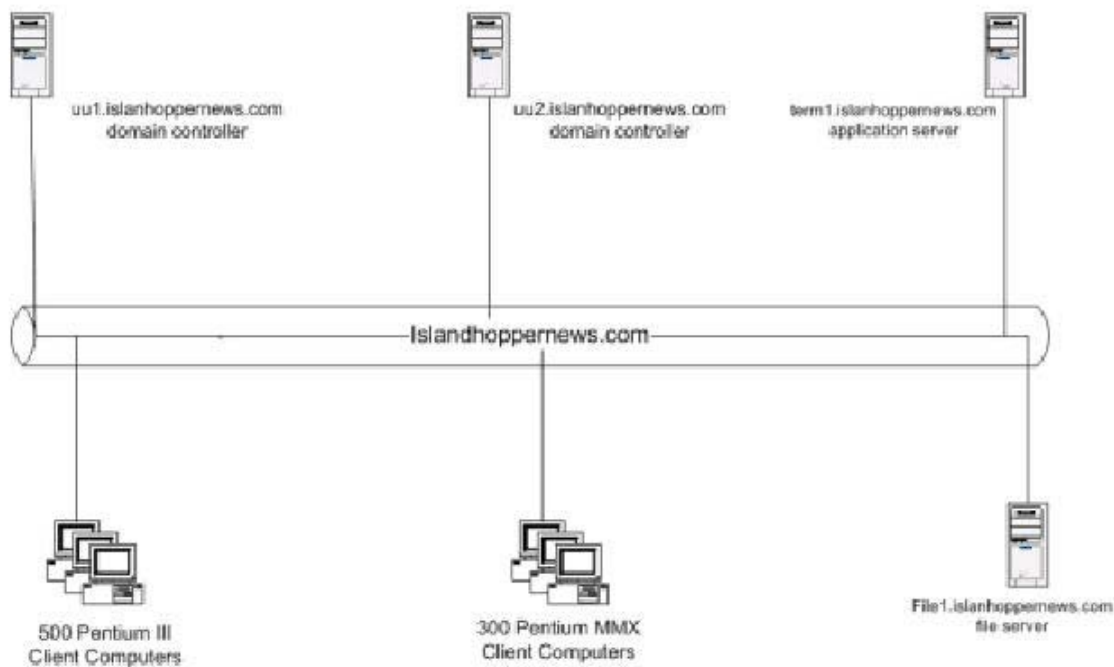 uu1.islanhoppernews.com
domain controller
uu2.islanhoppernews.com
domain controller
term1.islanhoppernews.com
application server
Islandhoppernews.com
500 Pentium III
Client Computers
300 Pentium MMX
Client Computers
File1.islanhoppernews.com
file server